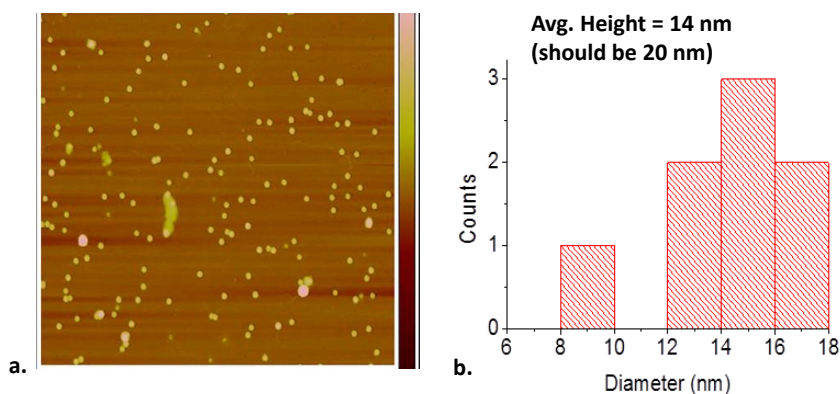 Avg. Height = 14 nm
(should be 20 nm)
3
2
Counts
1
0
6 8 10 12 14 16 18
a.
b.
Diameter (nm)